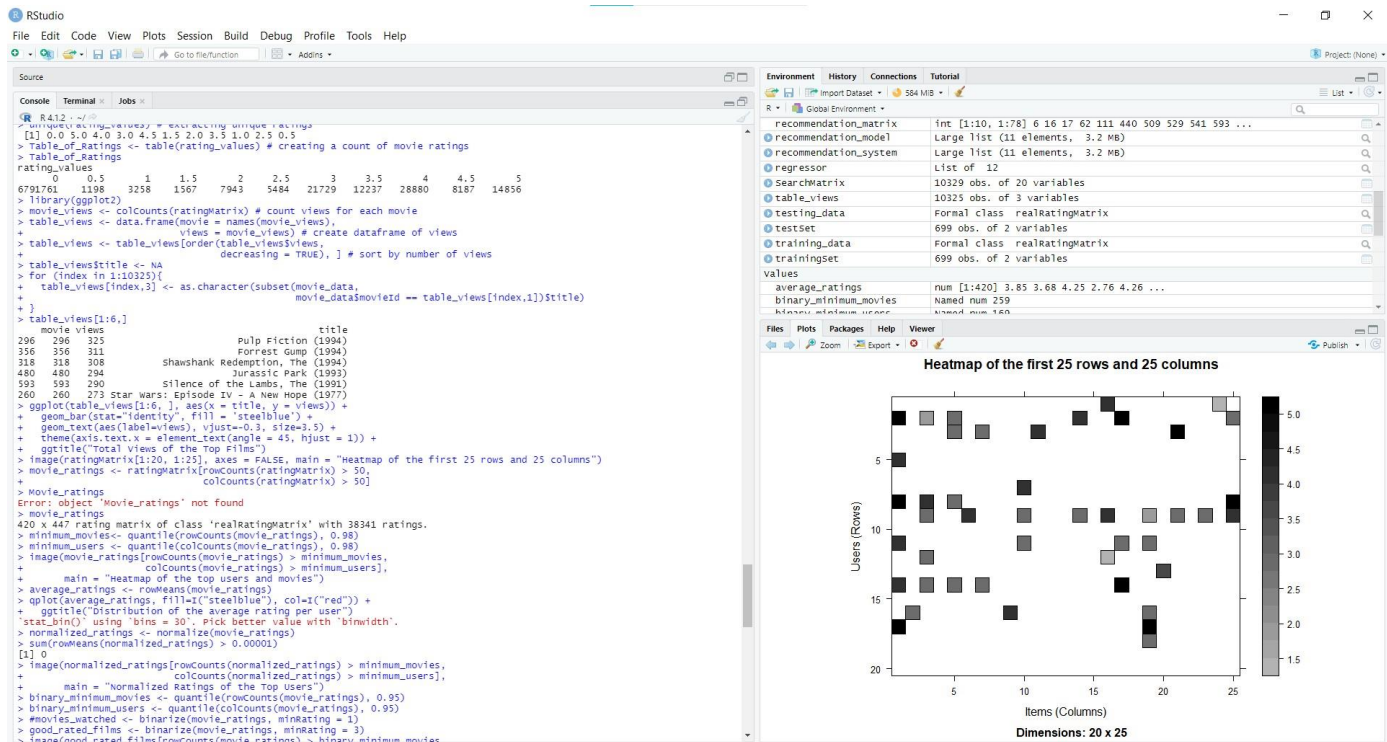 RStudio
File Edit Code View Plots Session Build Debug Profile Tools Help
Go to file/function Addins
Project: (None)
Source
Console Terminal Jobs
R 4.1.2 · ~/
> unique(rating_values) # extracting unique ratings
 [1] 0.0 5.0 4.0 3.0 4.5 1.5 2.0 3.5 1.0 2.5 0.5
> Table_of_Ratings <- table(rating_values) # creating a count of movie ratings
> Table_of_Ratings
rating_values
      0     0.5       1     1.5       2     2.5       3     3.5       4     4.5       5
6791761    1198    3258    1567    7943    5484   21729   12237   28880    8187   14856
> library(ggplot2)
> movie_views <- colCounts(ratingMatrix) # count views for each movie
> table_views <- data.frame(movie = names(movie_views),
+                           views = movie_views) # create dataframe of views
> table_views <- table_views[order(table_views$views,
+                                  decreasing = TRUE), ] # sort by number of views
> table_views$title <- NA
> for (index in 1:10325){
+   table_views[index,3] <- as.character(subset(movie_data,
+                                               movie_data$movieId == table_views[index,1])$title)
+ }
> table_views[1:6,]
    movie views                                     title
296   296   325                       Pulp Fiction (1994)
356   356   311                       Forrest Gump (1994)
318   318   308          Shawshank Redemption, The (1994)
480   480   294                      Jurassic Park (1993)
593   593   290          Silence of the Lambs, The (1991)
260   260   273 Star Wars: Episode IV - A New Hope (1977)
> ggplot(table_views[1:6, ], aes(x = title, y = views)) +
+   geom_bar(stat="identity", fill = 'steelblue') +
+   geom_text(aes(label=views), vjust=-0.3, size=3.5) +
+   theme(axis.text.x = element_text(angle = 45, hjust = 1)) +
+   ggtitle("Total Views of the Top Films")
> image(ratingMatrix[1:20, 1:25], axes = FALSE, main = "Heatmap of the first 25 rows and 25 columns")
> movie_ratings <- ratingMatrix[rowCounts(ratingMatrix) > 50,
+                               colCounts(ratingMatrix) > 50]
> Movie_ratings
Error: object 'Movie_ratings' not found
> movie_ratings
420 x 447 rating matrix of class ‘realRatingMatrix’ with 38341 ratings.
> minimum_movies<- quantile(rowCounts(movie_ratings), 0.98)
> minimum_users <- quantile(colCounts(movie_ratings), 0.98)
> image(movie_ratings[rowCounts(movie_ratings) > minimum_movies,
+                     colCounts(movie_ratings) > minimum_users],
+       main = "Heatmap of the top users and movies")
> average_ratings <- rowMeans(movie_ratings)
> qplot(average_ratings, fill=I("steelblue"), col=I("red")) +
+   ggtitle("Distribution of the average rating per user")
`stat_bin()` using `bins = 30`. Pick better value with `binwidth`.
> normalized_ratings <- normalize(movie_ratings)
> sum(rowMeans(normalized_ratings) > 0.00001)
[1] 0
> image(normalized_ratings[rowCounts(normalized_ratings) > minimum_movies,
+                          colCounts(normalized_ratings) > minimum_users],
+       main = "Normalized Ratings of the Top Users")
> binary_minimum_movies <- quantile(rowCounts(movie_ratings), 0.95)
> binary_minimum_users <- quantile(colCounts(movie_ratings), 0.95)
> #movies_watched <- binarize(movie_ratings, minRating = 1)
> good_rated_films <- binarize(movie_ratings, minRating = 3)
> image(good_rated_films[rowCounts(movie_ratings) > binary_minimum_movies,
Environment History Connections Tutorial
Import Dataset 584 MiB List
R Global Environment
recommendation_matrix int [1:10, 1:78] 6 16 17 62 111 440 509 529 541 593 ...
recommendation_model Large list (11 elements, 3.2 MB)
recommendation_system Large list (11 elements, 3.2 MB)
regressor List of 12
SearchMatrix 10329 obs. of 20 variables
table_views 10325 obs. of 3 variables
testing_data Formal class realRatingMatrix
testSet 699 obs. of 2 variables
training_data Formal class realRatingMatrix
trainingSet 699 obs. of 2 variables
Values
average_ratings num [1:420] 3.85 3.68 4.25 2.76 4.26 ...
binary_minimum_movies Named num 259
binary_minimum_users Named num 169
Files Plots Packages Help Viewer
Zoom Export Publish
Heatmap of the first 25 rows and 25 columns
5
10
15
20
Users (Rows)
5 10 15 20 25
Items (Columns)
Dimensions: 20 x 25
5.0
4.5
4.0
3.5
3.0
2.5
2.0
1.5